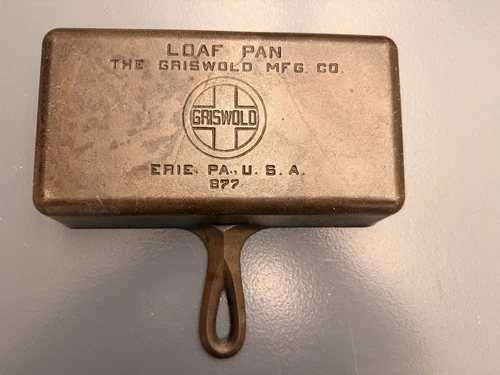 LOAF PAN
THE GRISWOLD MFG. CO.
GRISWOLD
ERIE, PA., U. S. A.
877